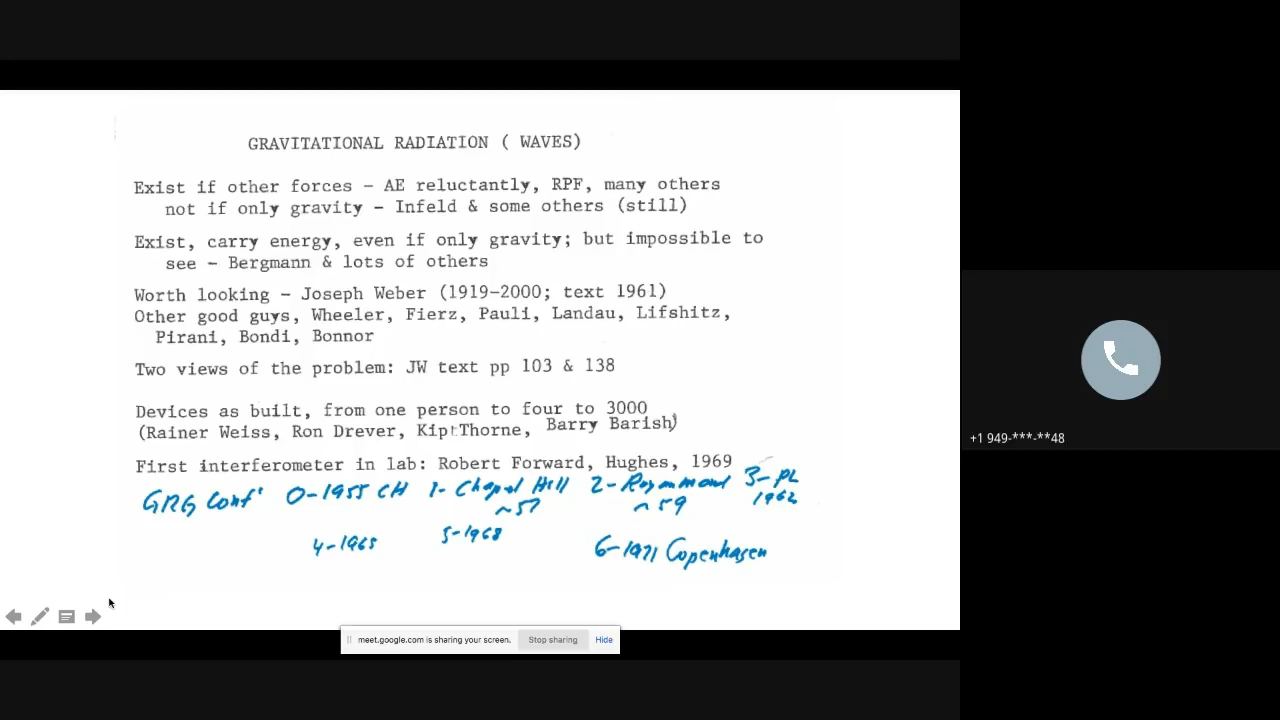 GRAVITATIONAL RADIATION ( WAVES)
Exist if other forces - AE reluctantly, RPF, many others
not if only gravity - Infeld & some others (still)
Exist, carry energy, even if only gravity; but impossible to
see - Bergmann & lots of others
Worth looking - Joseph Weber (1919-2000; text 1961)
Other good guys, Wheeler, Fierz, Pauli, Landau, Lifshitz,
Pirani, Bondi, Bonnor
Two views of the problem: JW text pp 103 & 138
Devices as built, from one person to four to 3000
(Rainer Weiss, Ron Drever, Kip Thorne, Barry Barish)
First interferometer in lab: Robert Forward, Hughes, 1969
GRG Conf' 0-1955 CH 1- Chapel Hill 2- 3- PL
~57 ~59 1962
4-1965 5-1968 6-1971 Copenhagen
+1 949-***-**48
meet.google.com is sharing your screen. Stop sharing Hide